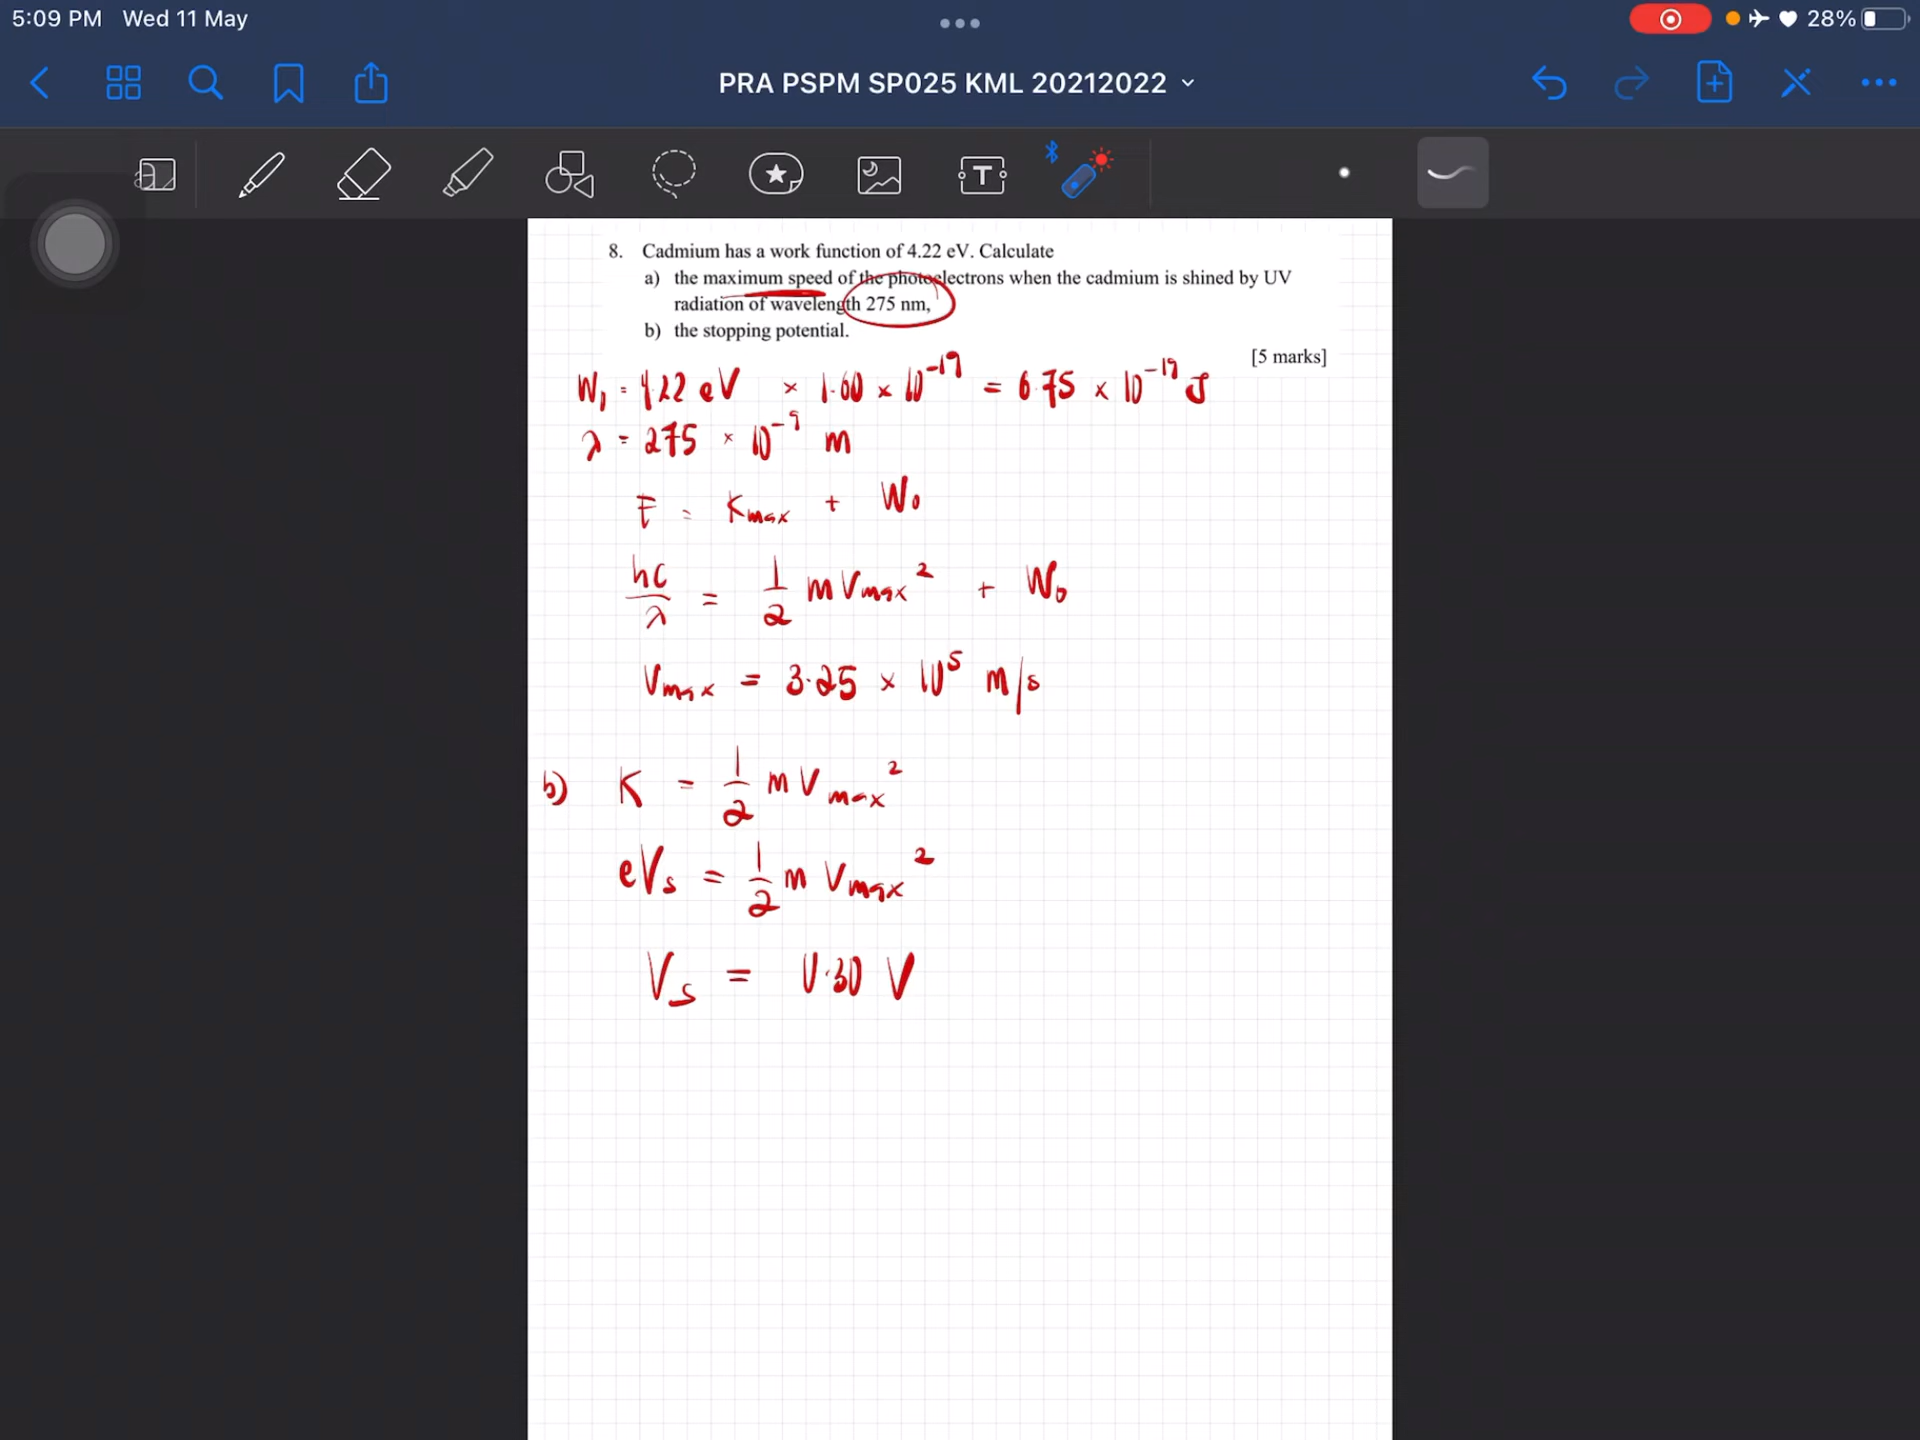 5:09 PM Wed 11 May
28%
PRA PSPM SP025 KML 20212022
8. Cadmium has a work function of 4.22 eV. Calculate
a) the maximum speed of the photoelectrons when the cadmium is shined by UV
radiation of wavelength 275 nm,
b) the stopping potential.
[5 marks]
W₀ = 4.22 eV × 1.60 × 10⁻¹⁹ = 6.75 × 10⁻¹⁹ J
λ = 275 × 10⁻⁹ m
E = Kmax + W₀
hc/λ = 1/2 mVmax² + W₀
Vmax = 3.25 × 10⁵ m/s
b) K = 1/2 mVmax²
eVs = 1/2 m Vmax²
Vs = 0.30 V